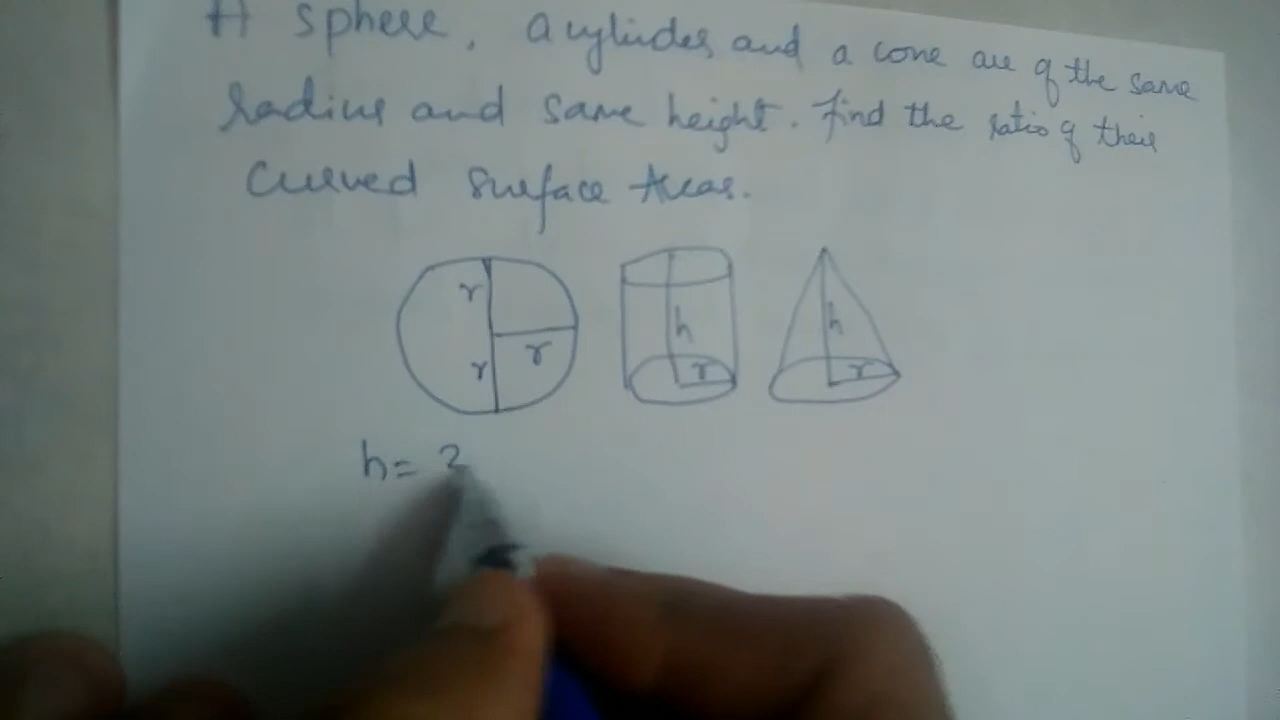 A sphere, a cylinder, and a cone are of the same
radius and same height. Find the ratio of their
Curved Surface Areas.
r h h
r r r r
h = 2